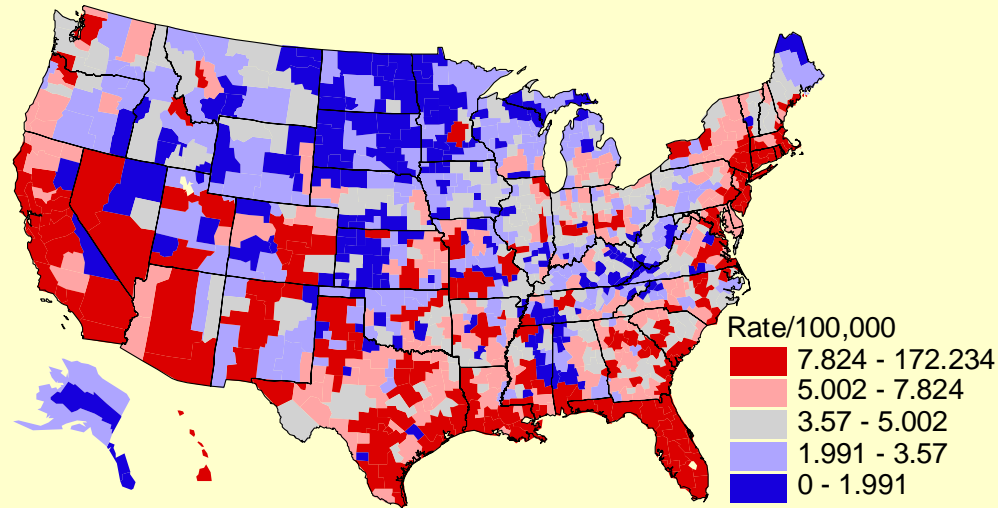 Rate/100,000
7.824 - 172.234
5.002 - 7.824
3.57 - 5.002
1.991 - 3.57
0 - 1.991